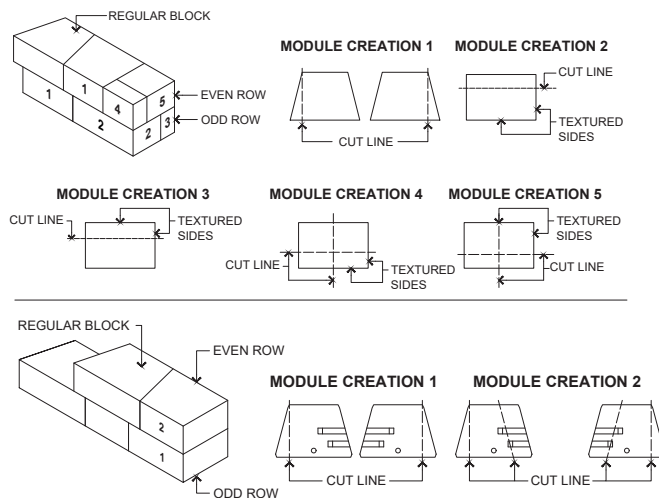 REGULAR BLOCK
1
1
4
5
2
2
3
EVEN ROW
ODD ROW
MODULE CREATION 1
CUT LINE
MODULE CREATION 2
CUT LINE
TEXTURED
SIDES
MODULE CREATION 3
CUT LINE
TEXTURED
SIDES
MODULE CREATION 4
CUT LINE
TEXTURED
SIDES
MODULE CREATION 5
TEXTURED
SIDES
CUT LINE
REGULAR BLOCK
EVEN ROW
2
1
ODD ROW
MODULE CREATION 1
CUT LINE
MODULE CREATION 2
CUT LINE